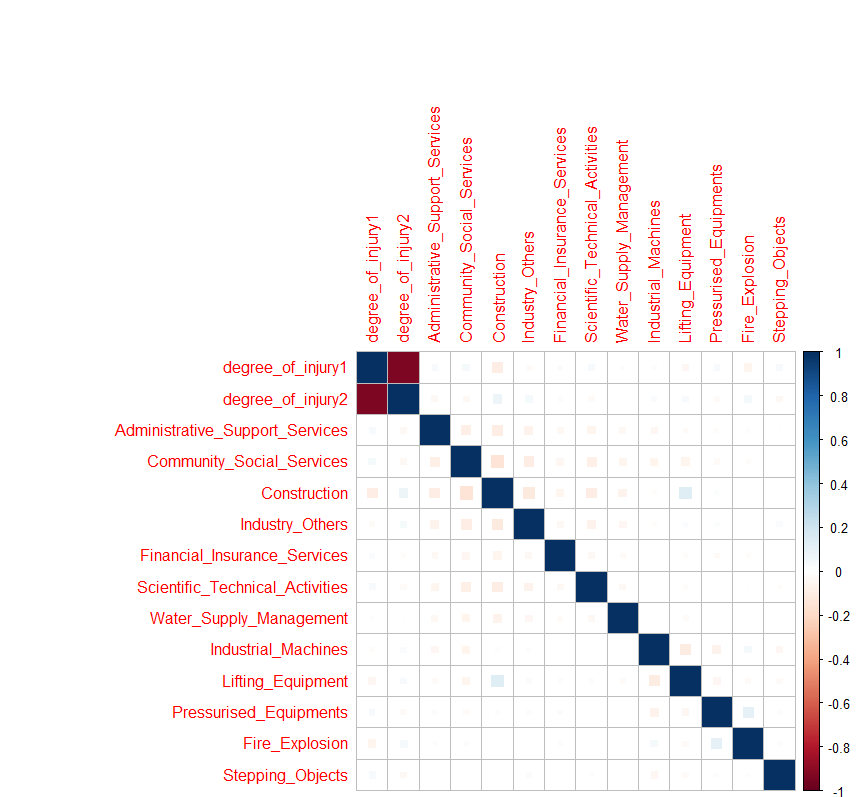 degree_of_injury1
degree_of_injury2
Administrative_Support_Services
Community_Social_Services
Construction
Industry_Others
Financial_Insurance_Services
Scientific_Technical_Activities
Water_Supply_Management
Industrial_Machines
Lifting_Equipment
Pressurised_Equipments
Fire_Explosion
Stepping_Objects
degree_of_injury1
degree_of_injury2
Administrative_Support_Services
Community_Social_Services
Construction
Industry_Others
Financial_Insurance_Services
Scientific_Technical_Activities
Water_Supply_Management
Industrial_Machines
Lifting_Equipment
Pressurised_Equipments
Fire_Explosion
Stepping_Objects
1
0.8
0.6
0.4
0.2
0
-0.2
-0.4
-0.6
-0.8
-1